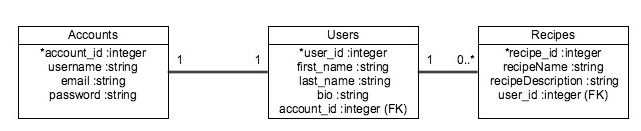 Accounts
*account_id :integer
username :string
email :string
password :string
1
1
Users
*user_id :integer
first_name :string
last_name :string
bio :string
account_id :integer (FK)
1
0..*
Recipes
*recipe_id :integer
recipeName :string
recipeDescription :string
user_id :integer (FK)